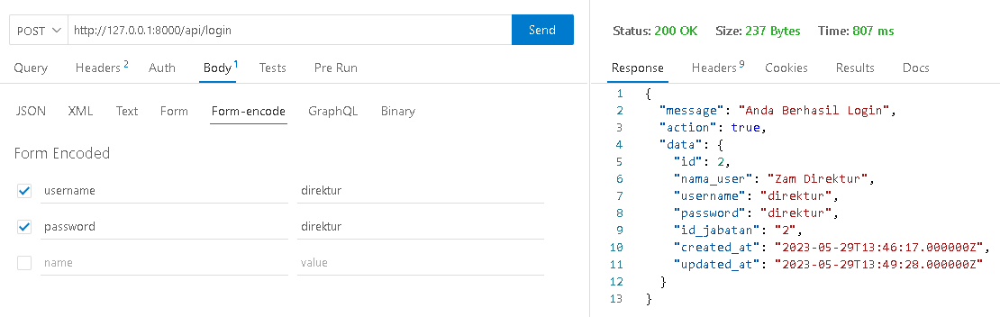 POST http://127.0.0.1:8000/api/login Send
Query Headers 2 Auth Body 1 Tests Pre Run
JSON XML Text Form Form-encode GraphQL Binary
Form Encoded
username direktur
password direktur
name value
Status: 200 OK Size: 237 Bytes Time: 807 ms
Response Headers 9 Cookies Results Docs
1 {
2 "message": "Anda Berhasil Login",
3 "action": true,
4 "data": {
5 "id": 2,
6 "nama_user": "Zam Direktur",
7 "username": "direktur",
8 "password": "direktur",
9 "id_jabatan": "2",
10 "created_at": "2023-05-29T13:46:17.000000Z",
11 "updated_at": "2023-05-29T13:49:28.000000Z"
12 }
13 }